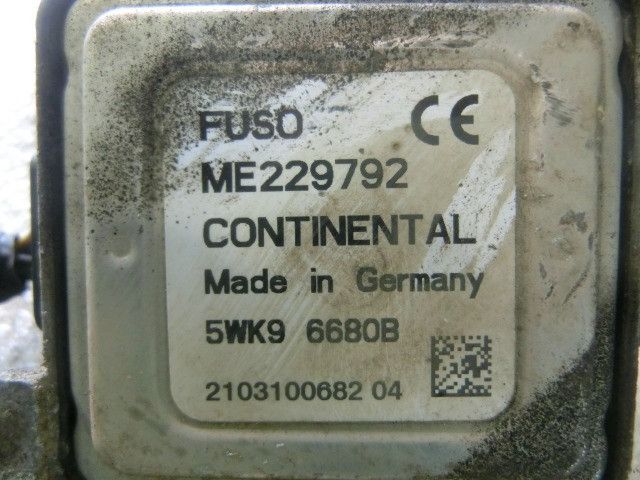 FUSO CE
ME229792
CONTINENTAL
Made in Germany
5WK9 6680B
2103100682 04